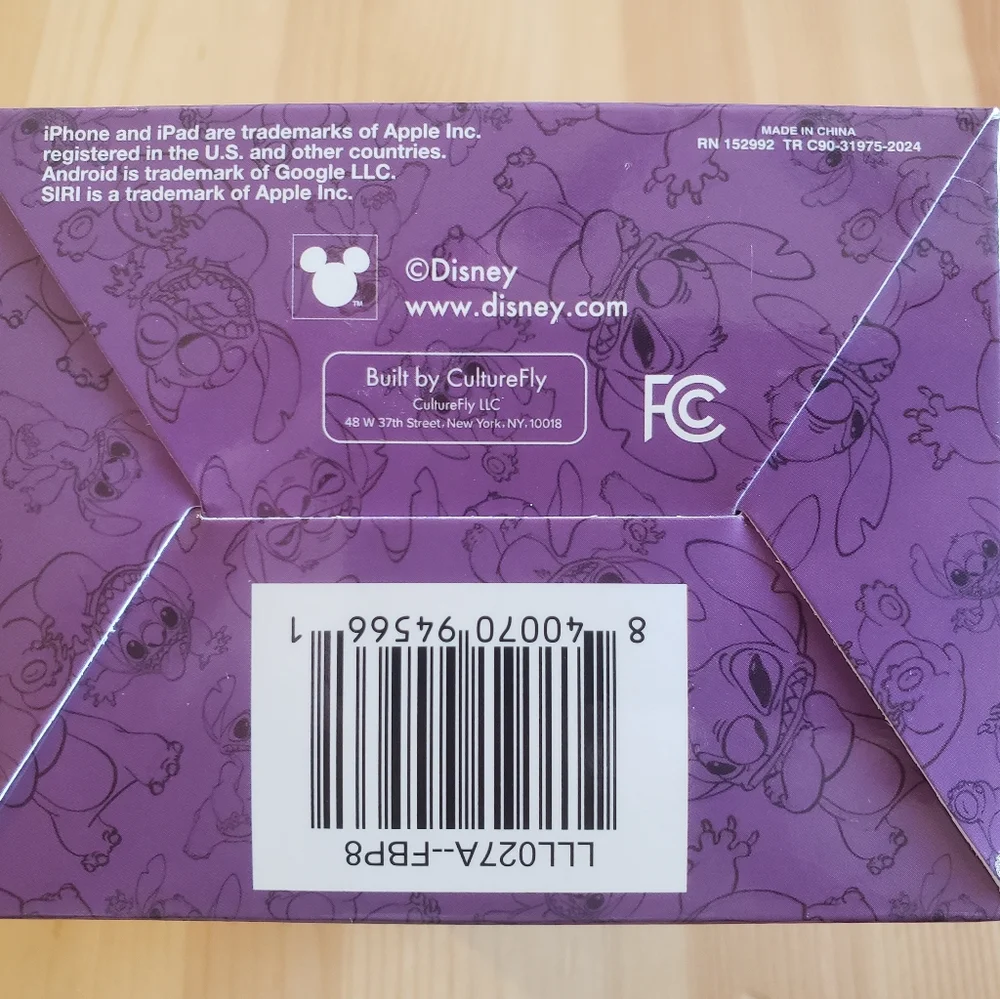 iPhone and iPad are trademarks of Apple Inc.
registered in the U.S. and other countries.
Android is trademark of Google LLC.
SIRI is a trademark of Apple Inc.
MADE IN CHINA
RN 152992 TR C90-31975-2024
TM
©Disney
www.disney.com
Built by CultureFly
CultureFly LLC
48 W 37th Street, New York, NY, 10018
FC
8 40070 94566 1
LLL027A--FBP8